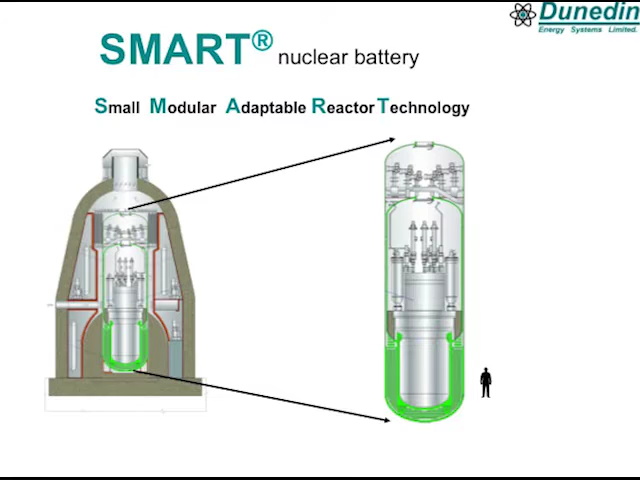 Dunedin
Energy Systems Limited.
SMART® nuclear battery
Small Modular Adaptable Reactor Technology